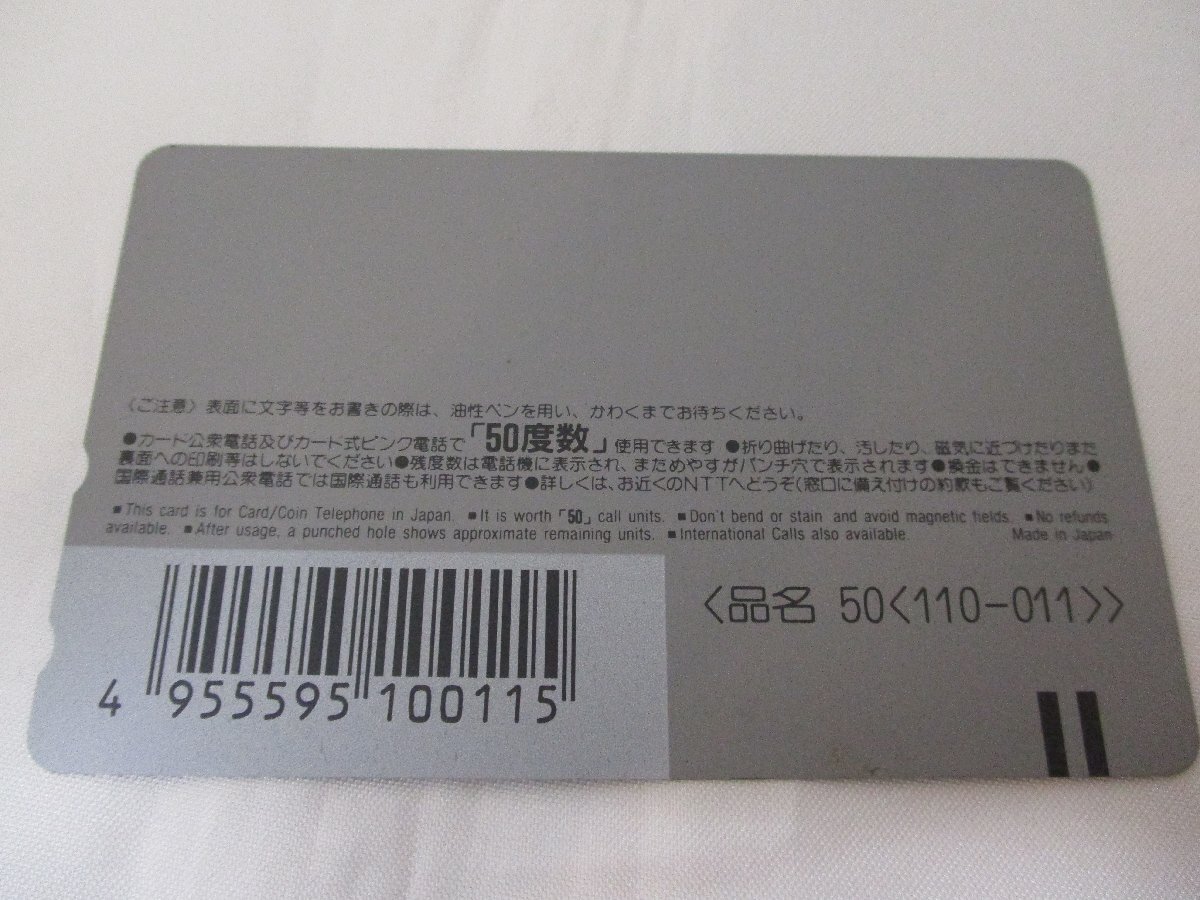 〈ご注意〉表面に文字等をお書きの際は、油性ペンを用い、かわくまでお待ちください。
●カード公衆電話及びカード式ピンク電話で「50度数」使用できます ●折り曲げたり、汚したり、磁気に近づけたりまた
裏面への印刷等はしないでください●残度数は電話機に表示され、まためやすがパンチ穴で表示されます●換金はできません●
国際通話兼用公衆電話では国際通話も利用できます●詳しくは、お近くのNTTへどうぞ(窓口に備え付けの約款もご覧ください)
■This card is for Card/Coin Telephone in Japan. ■It is worth「50」call units. ■Don't bend or stain and avoid magnetic fields. ■No refunds
available. ■After usage, a punched hole shows approximate remaining units. ■International Calls also available. Made in Japan
〈品名 50〈110-011〉〉
4 955595 100115